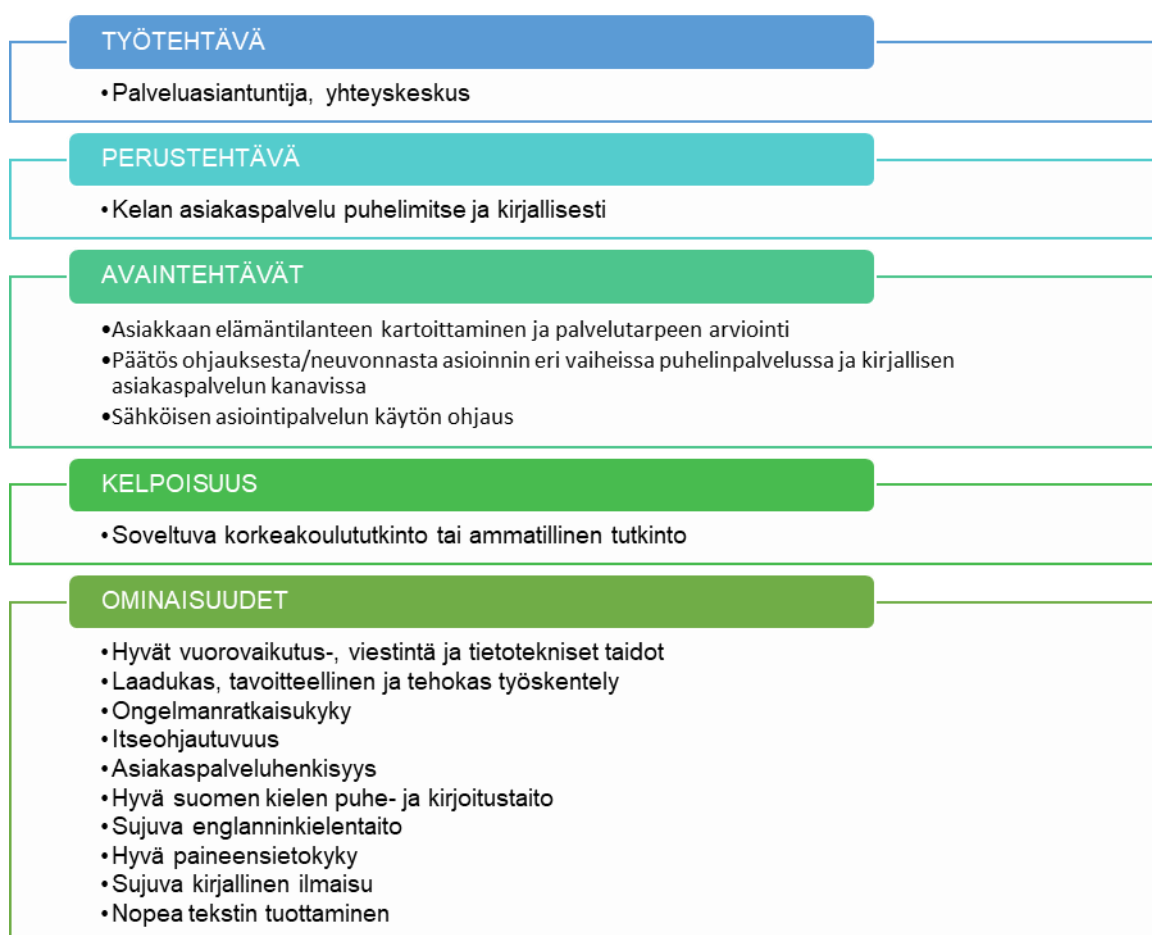 TYÖTEHTÄVÄ
•Palveluasiantuntija, yhteyskeskus
PERUSTEHTÄVÄ
•Kelan asiakaspalvelu puhelimitse ja kirjallisesti
AVAINTEHTÄVÄT
•Asiakkaan elämäntilanteen kartoittaminen ja palvelutarpeen arviointi
•Päätös ohjauksesta/neuvonnasta asioinnin eri vaiheissa puhelinpalvelussa ja kirjallisen
asiakaspalvelun kanavissa
•Sähköisen asiointipalvelun käytön ohjaus
KELPOISUUS
•Soveltuva korkeakoulututkinto tai ammatillinen tutkinto
OMINAISUUDET
•Hyvät vuorovaikutus-, viestintä ja tietotekniset taidot
•Laadukas, tavoitteellinen ja tehokas työskentely
•Ongelmanratkaisukyky
•Itseohjautuvuus
•Asiakaspalveluhenkisyys
•Hyvä suomen kielen puhe- ja kirjoitustaito
•Sujuva englanninkielentaito
•Hyvä paineensietokyky
•Sujuva kirjallinen ilmaisu
•Nopea tekstin tuottaminen